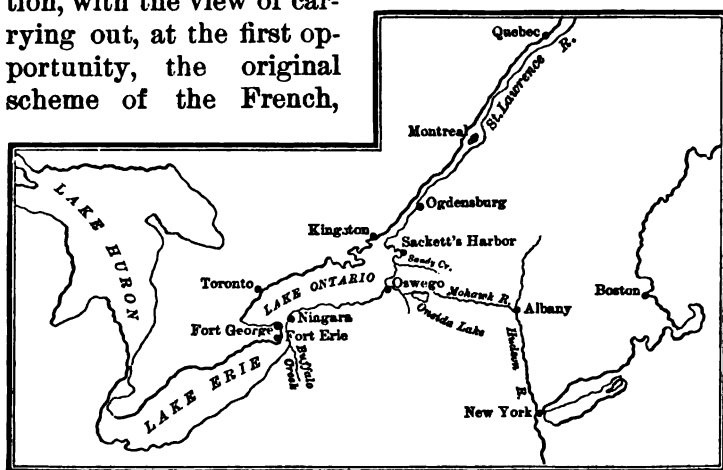 tion, with the view of car-
rying out, at the first op-
portunity, the original
scheme of the French,
Quebec
St. Lawrence R.
Montreal
Ogdensburg
Kingston
Sackett's Harbor
Sandy Cr.
LAKE HURON
Toronto
LAKE ONTARIO
Oswego
Mohawk R.
Oneida Lake
Albany
Boston
Fort George
Niagara
Fort Erie
Buffalo
Creek
LAKE ERIE
Hudson R.
New York